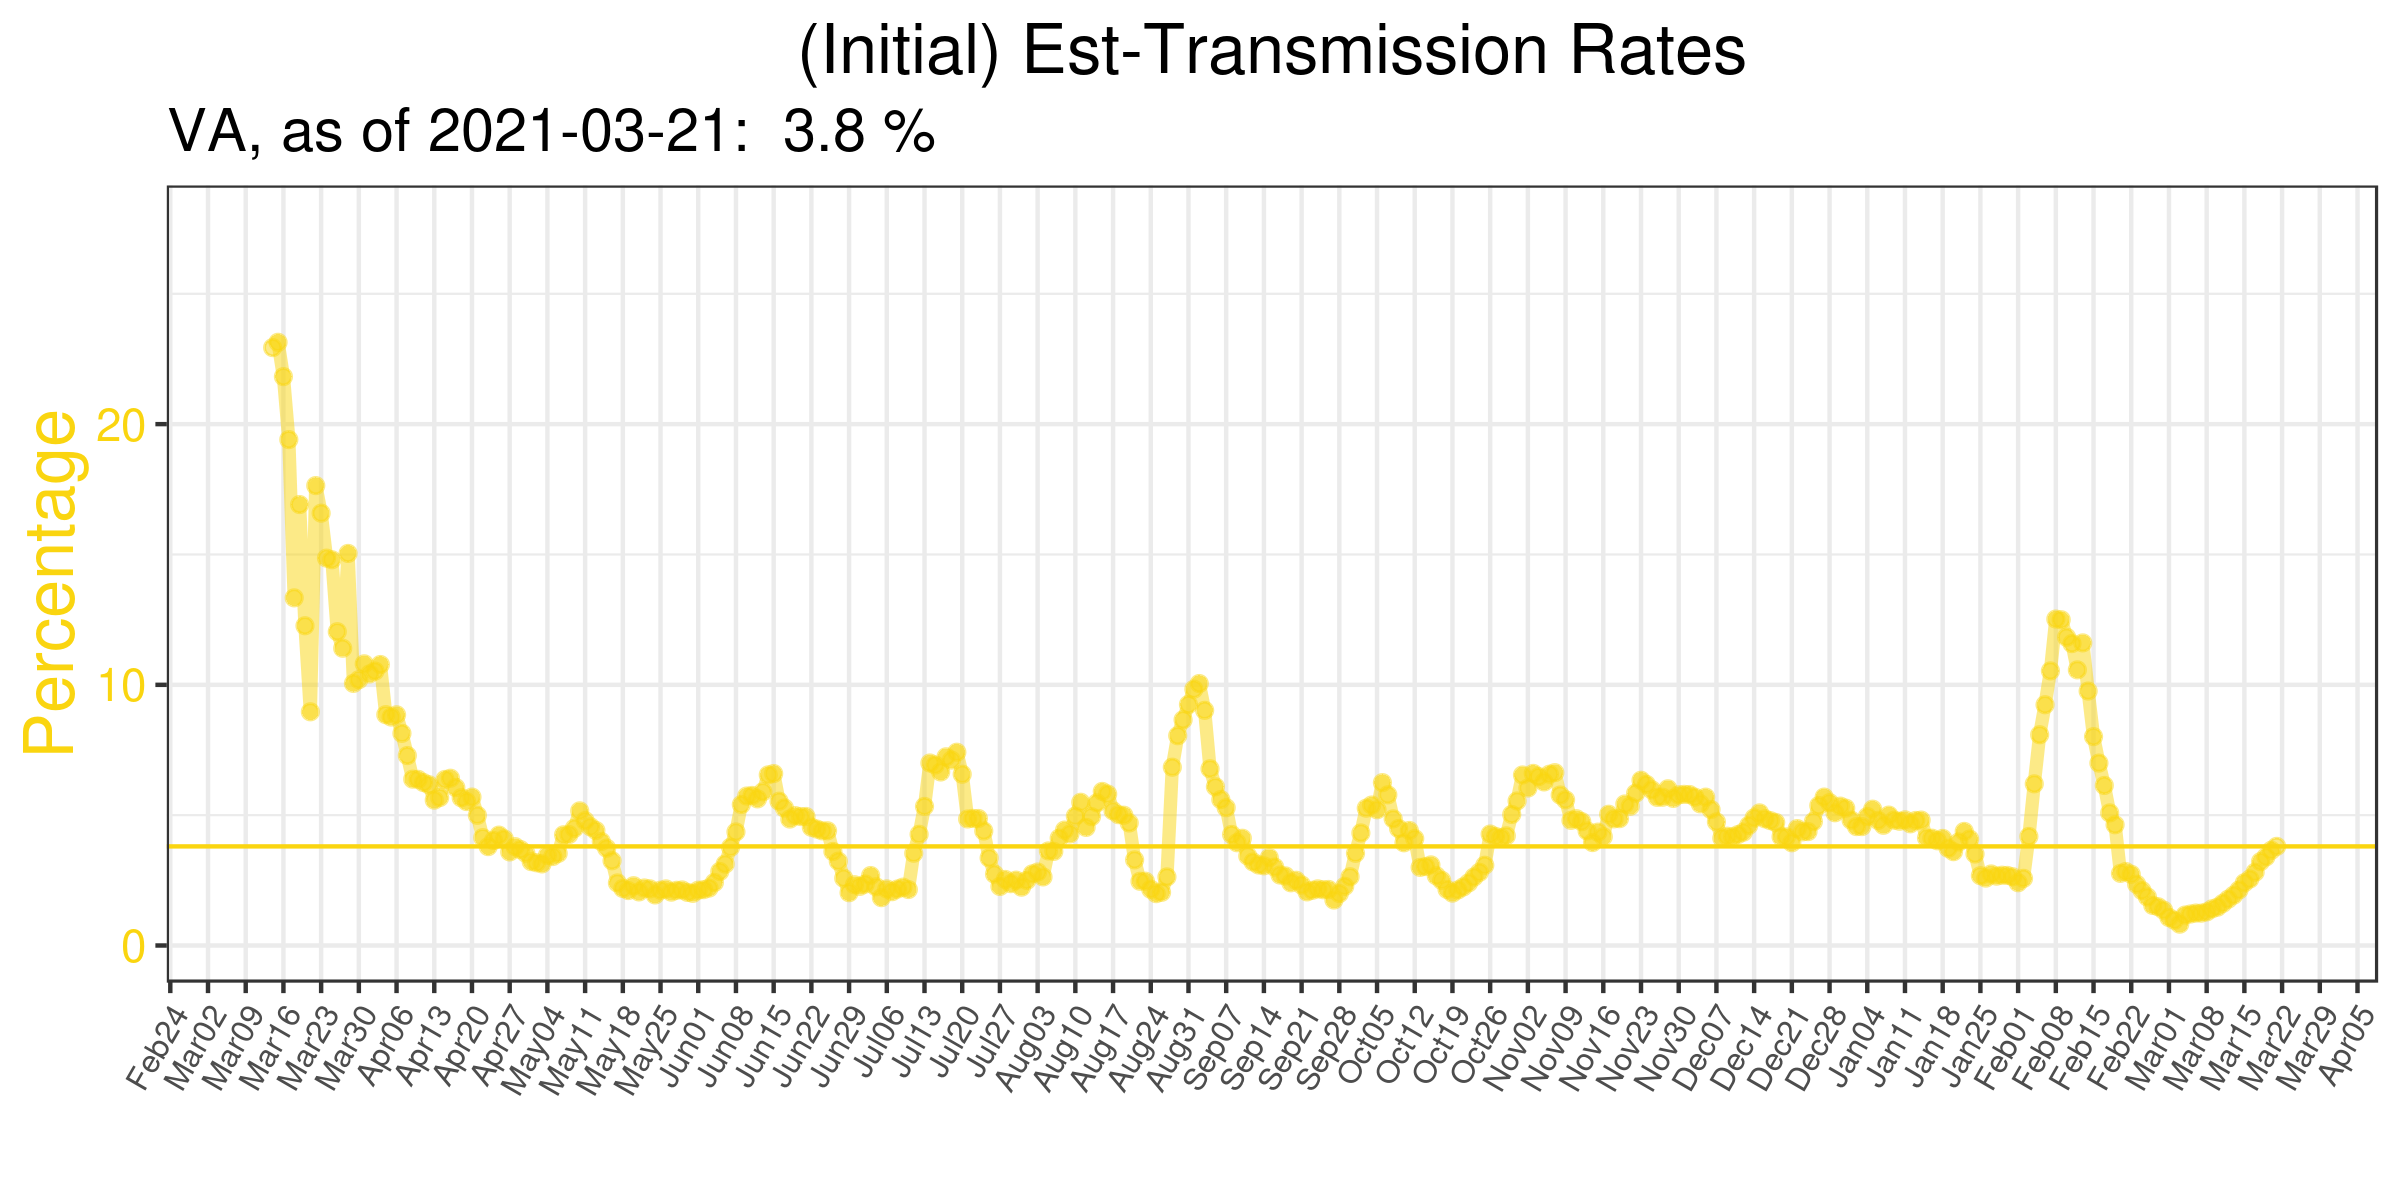 (Initial) Est-Transmission Rates
VA, as of 2021-03-21:  3.8 %
Percentage
20
10
0
Feb24
Mar02
Mar09
Mar16
Mar23
Mar30
Apr06
Apr13
Apr20
Apr27
May04
May11
May18
May25
Jun01
Jun08
Jun15
Jun22
Jun29
Jul06
Jul13
Jul20
Jul27
Aug03
Aug10
Aug17
Aug24
Aug31
Sep07
Sep14
Sep21
Sep28
Oct05
Oct12
Oct19
Oct26
Nov02
Nov09
Nov16
Nov23
Nov30
Dec07
Dec14
Dec21
Dec28
Jan04
Jan11
Jan18
Jan25
Feb01
Feb08
Feb15
Feb22
Mar01
Mar08
Mar15
Mar22
Mar29
Apr05